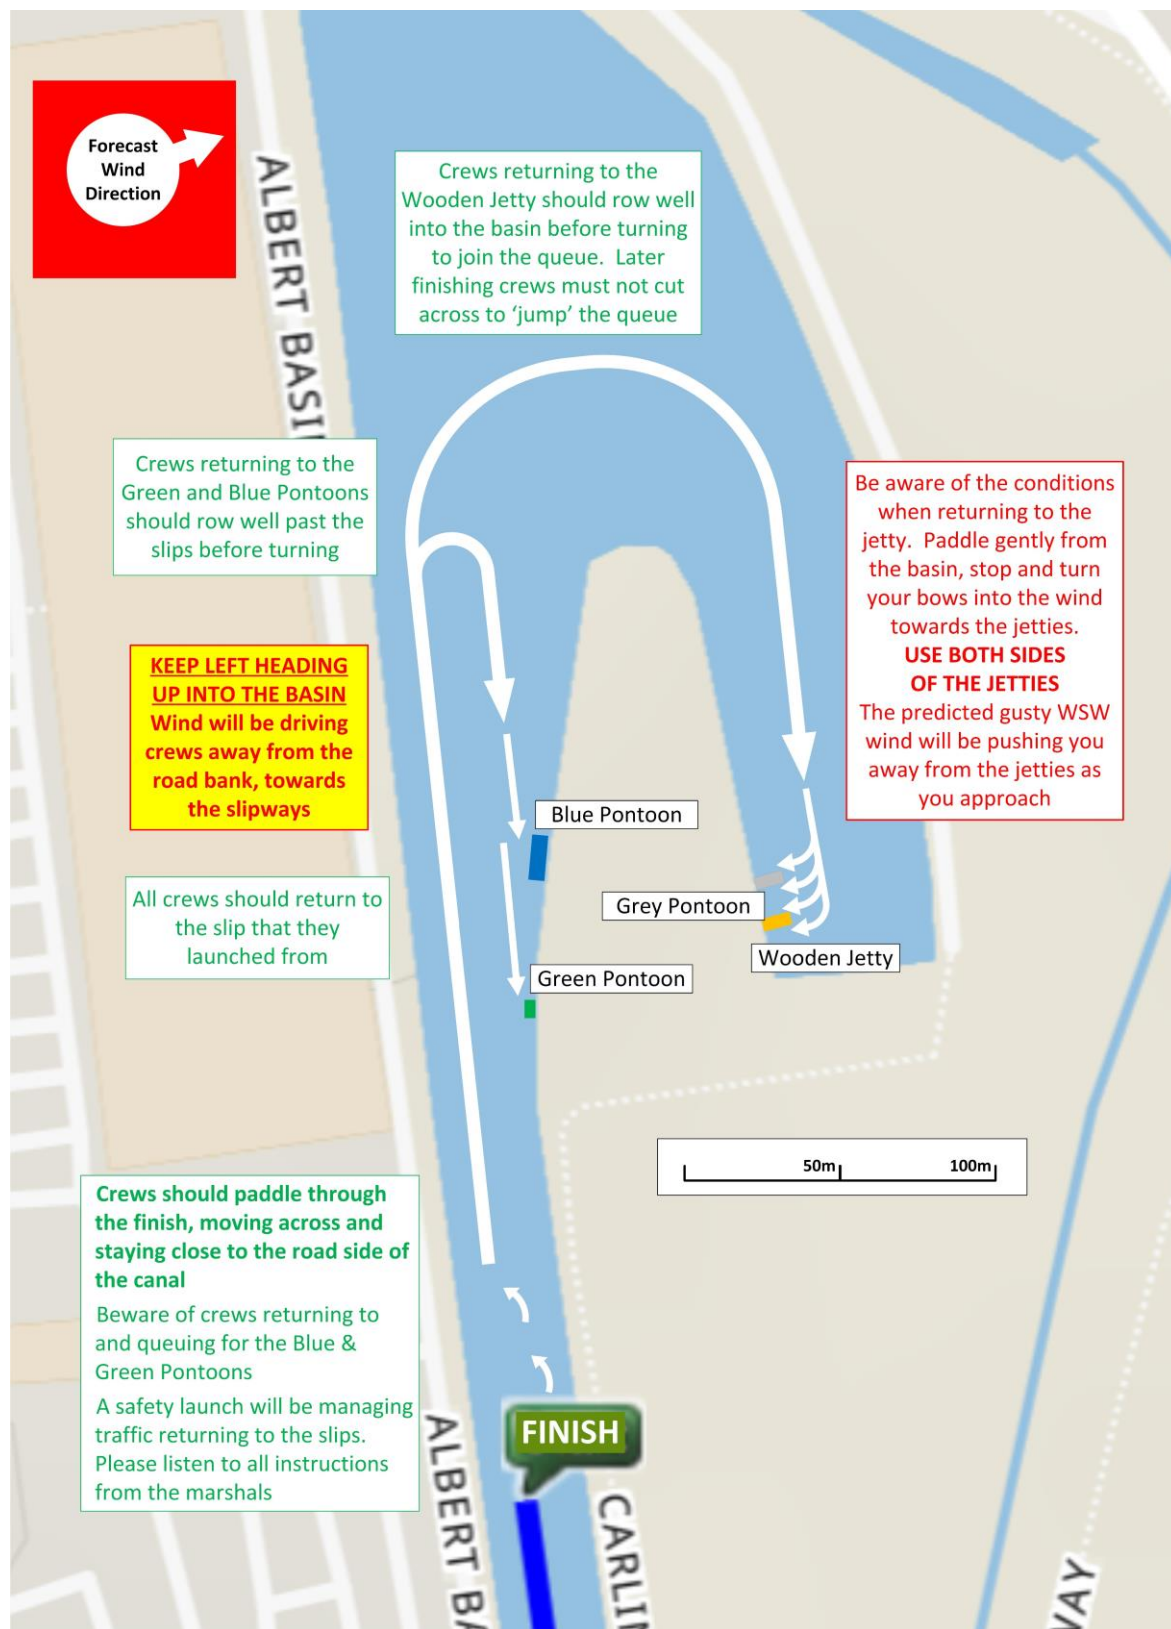 Forecast
Wind
Direction
ALBERT BASI
Crews returning to the
Wooden Jetty should row well
into the basin before turning
to join the queue.  Later
finishing crews must not cut
across to ‘jump’ the queue
Crews returning to the
Green and Blue Pontoons
should row well past the
slips before turning
Be aware of the conditions
when returning to the
jetty.  Paddle gently from
the basin, stop and turn
your bows into the wind
towards the jetties.
USE BOTH SIDES
OF THE JETTIES
The predicted gusty WSW
wind will be pushing you
away from the jetties as
you approach
KEEP LEFT HEADING
UP INTO THE BASIN
Wind will be driving
crews away from the
road bank, towards
the slipways
Blue Pontoon
All crews should return to
the slip that they
launched from
Grey Pontoon
Wooden Jetty
Green Pontoon
50m
100m
Crews should paddle through
the finish, moving across and
staying close to the road side of
the canal
Beware of crews returning to
and queuing for the Blue &
Green Pontoons
A safety launch will be managing
traffic returning to the slips.
Please listen to all instructions
from the marshals
FINISH
ALBERT BA
CARLIN
WAY